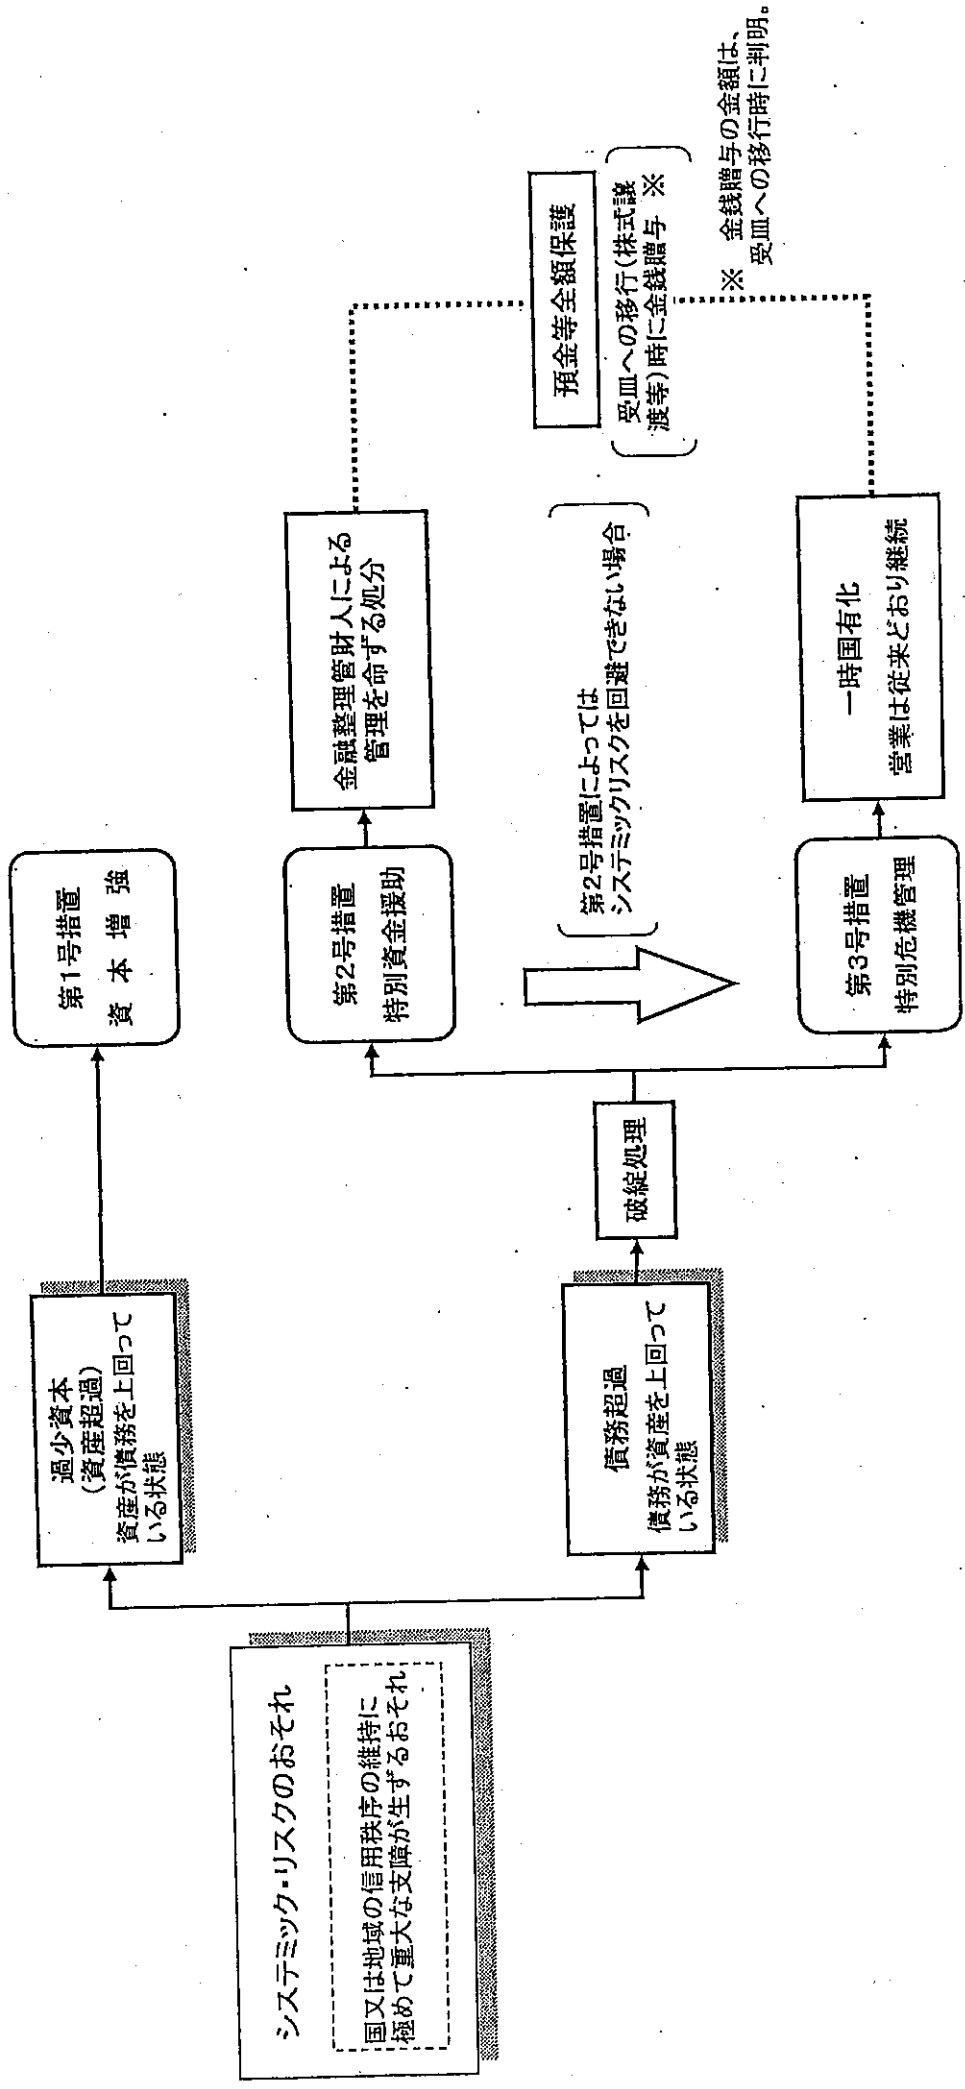 システミック・リスクのおそれ
国又は地域の信用秩序の維持に
極めて重大な支障が生ずるおそれ
過少資本
(資産超過)
資産が債務を上回って
いる状態
第1号措置
資本増強
債務超過
債務が資産を上回って
いる状態
破綻処理
第2号措置
特別資金援助
金融整理管財人による
管理を命ずる処分
第2号措置によっては
システミックリスクを回避できない場合
第3号措置
特別危機管理
一時国有化
営業は従来どおり継続
預金等全額保護
受皿への移行(株式譲
渡等)時に金銭贈与 ※
※ 金銭贈与の金額は、
受皿への移行時に判明。